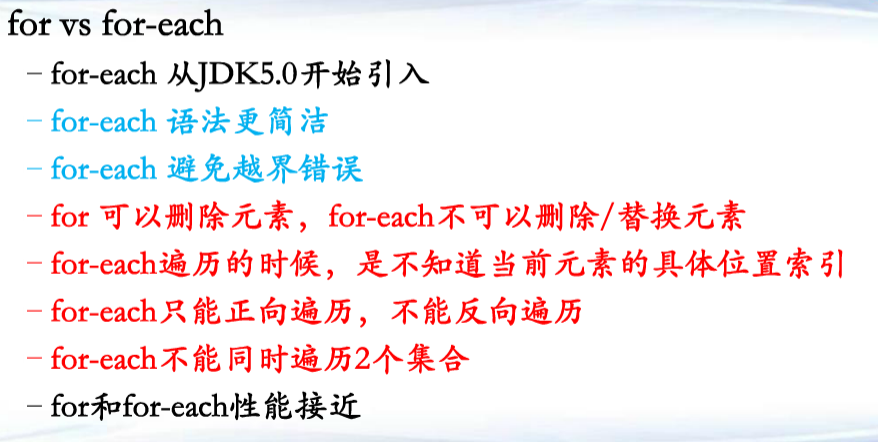 for vs for-each
– for-each 从JDK5.0开始引入
– for-each 语法更简洁
– for-each 避免越界错误
– for 可以删除元素，for-each不可以删除/替换元素
– for-each遍历的时候，是不知道当前元素的具体位置索引
– for-each只能正向遍历，不能反向遍历
– for-each不能同时遍历2个集合
– for和for-each性能接近